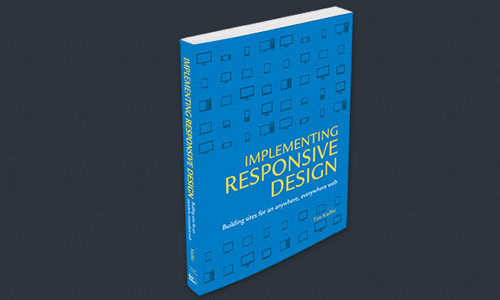 IMPLEMENTING
RESPONSIVE
DESIGN
Building sites for an anywhere, everywhere web
Tim Kadlec
IMPLEMENTING RESPONSIVE DESIGN
Building sites for an
anywhere, everywhere web
Kadlec